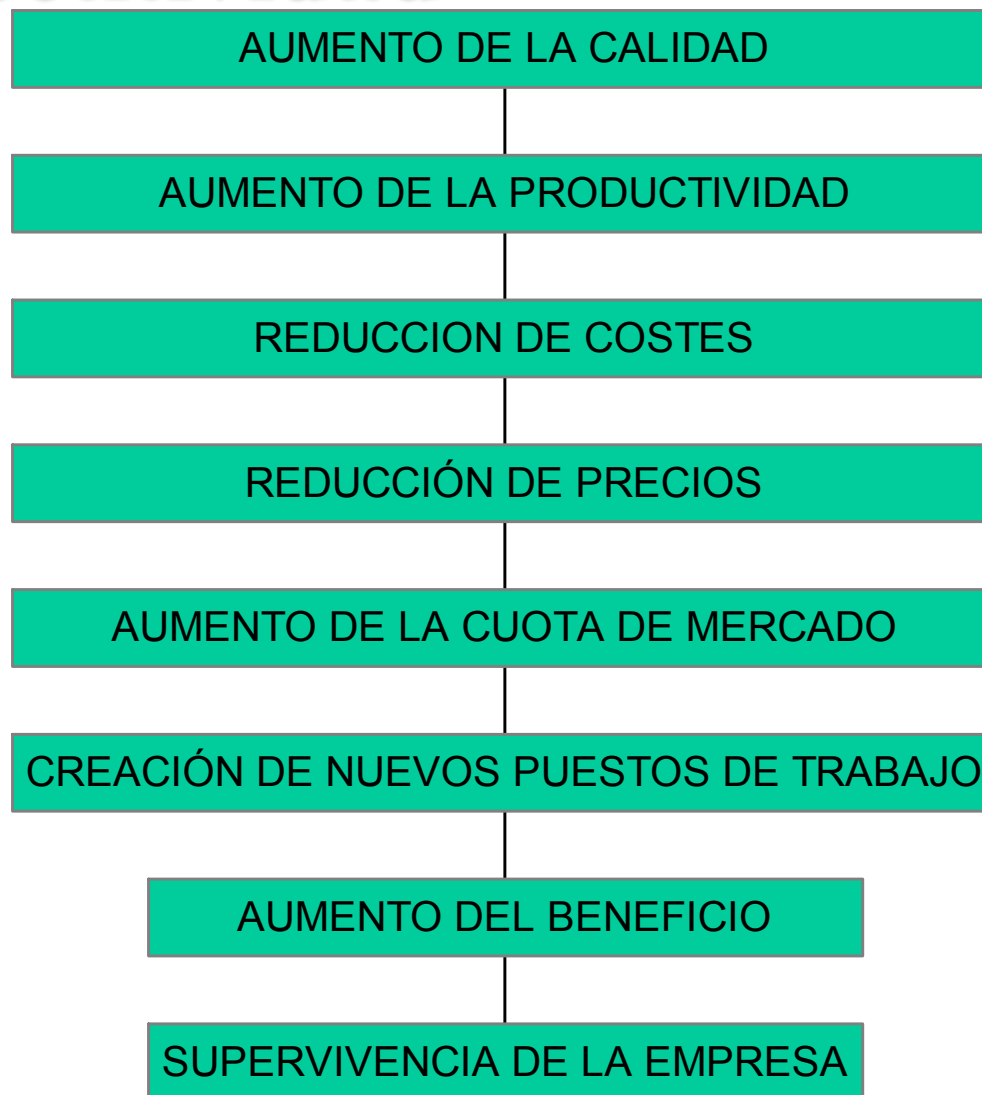 AUMENTO DE LA CALIDAD
AUMENTO DE LA PRODUCTIVIDAD
REDUCCION DE COSTES
REDUCCIÓN DE PRECIOS
AUMENTO DE LA CUOTA DE MERCADO
CREACIÓN DE NUEVOS PUESTOS DE TRABAJO
AUMENTO DEL BENEFICIO
SUPERVIVENCIA DE LA EMPRESA